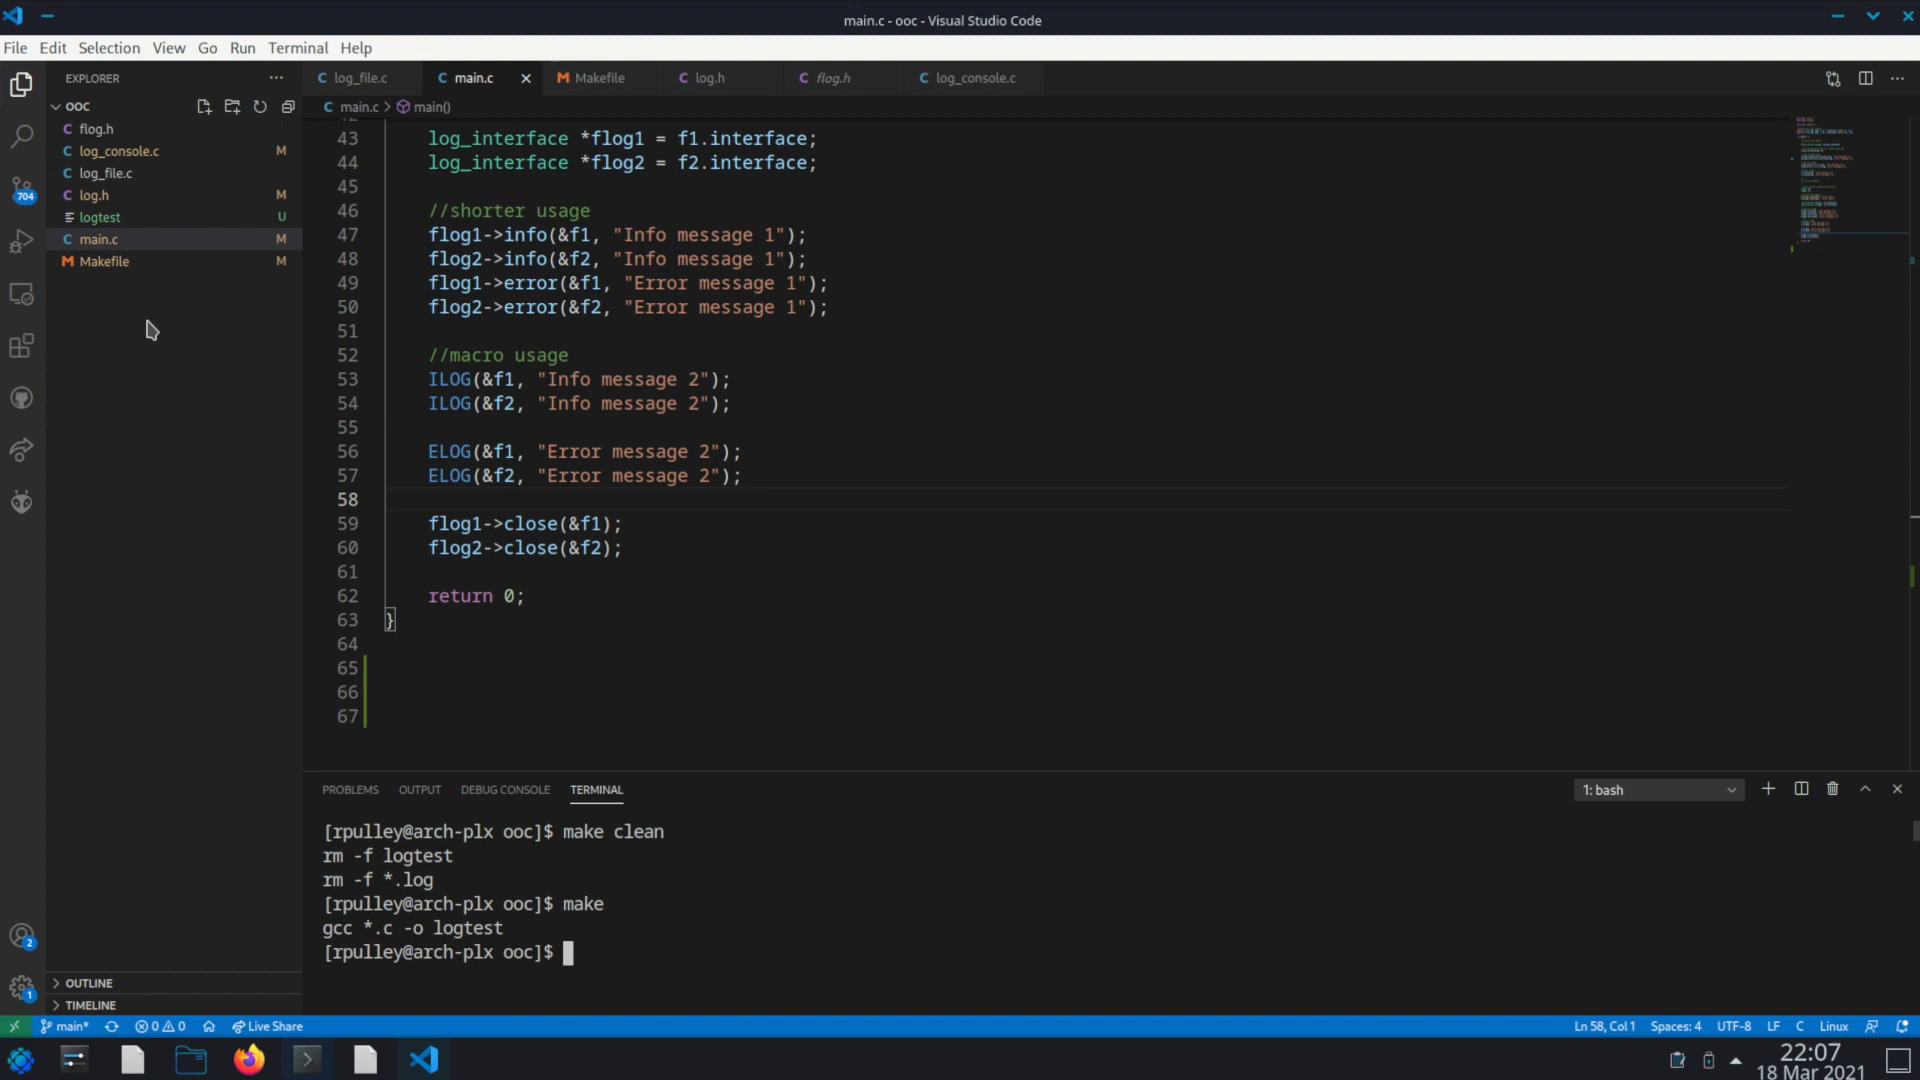 main.c - ooc - Visual Studio Code
File Edit Selection View Go Run Terminal Help
EXPLORER
OOC
flog.h
log_console.c M
log_file.c
log.h M
logtest U
main.c M
Makefile M
704
2
1
OUTLINE
TIMELINE
log_file.c main.c Makefile log.h flog.h log_console.c
main.c > main()
43 log_interface *flog1 = f1.interface;
44 log_interface *flog2 = f2.interface;
45
46 //shorter usage
47 flog1->info(&f1, "Info message 1");
48 flog2->info(&f2, "Info message 1");
49 flog1->error(&f1, "Error message 1");
50 flog2->error(&f2, "Error message 1");
51
52 //macro usage
53 ILOG(&f1, "Info message 2");
54 ILOG(&f2, "Info message 2");
55
56 ELOG(&f1, "Error message 2");
57 ELOG(&f2, "Error message 2");
58
59 flog1->close(&f1);
60 flog2->close(&f2);
61
62 return 0;
63 }
64
65
66
67
PROBLEMS OUTPUT DEBUG CONSOLE TERMINAL
1: bash
[rpulley@arch-plx ooc]$ make clean
rm -f logtest
rm -f *.log
[rpulley@arch-plx ooc]$ make
gcc *.c -o logtest
[rpulley@arch-plx ooc]$
main* 0 0 Live Share
Ln 58, Col 1 Spaces: 4 UTF-8 LF C Linux
22:07
18 Mar 2021